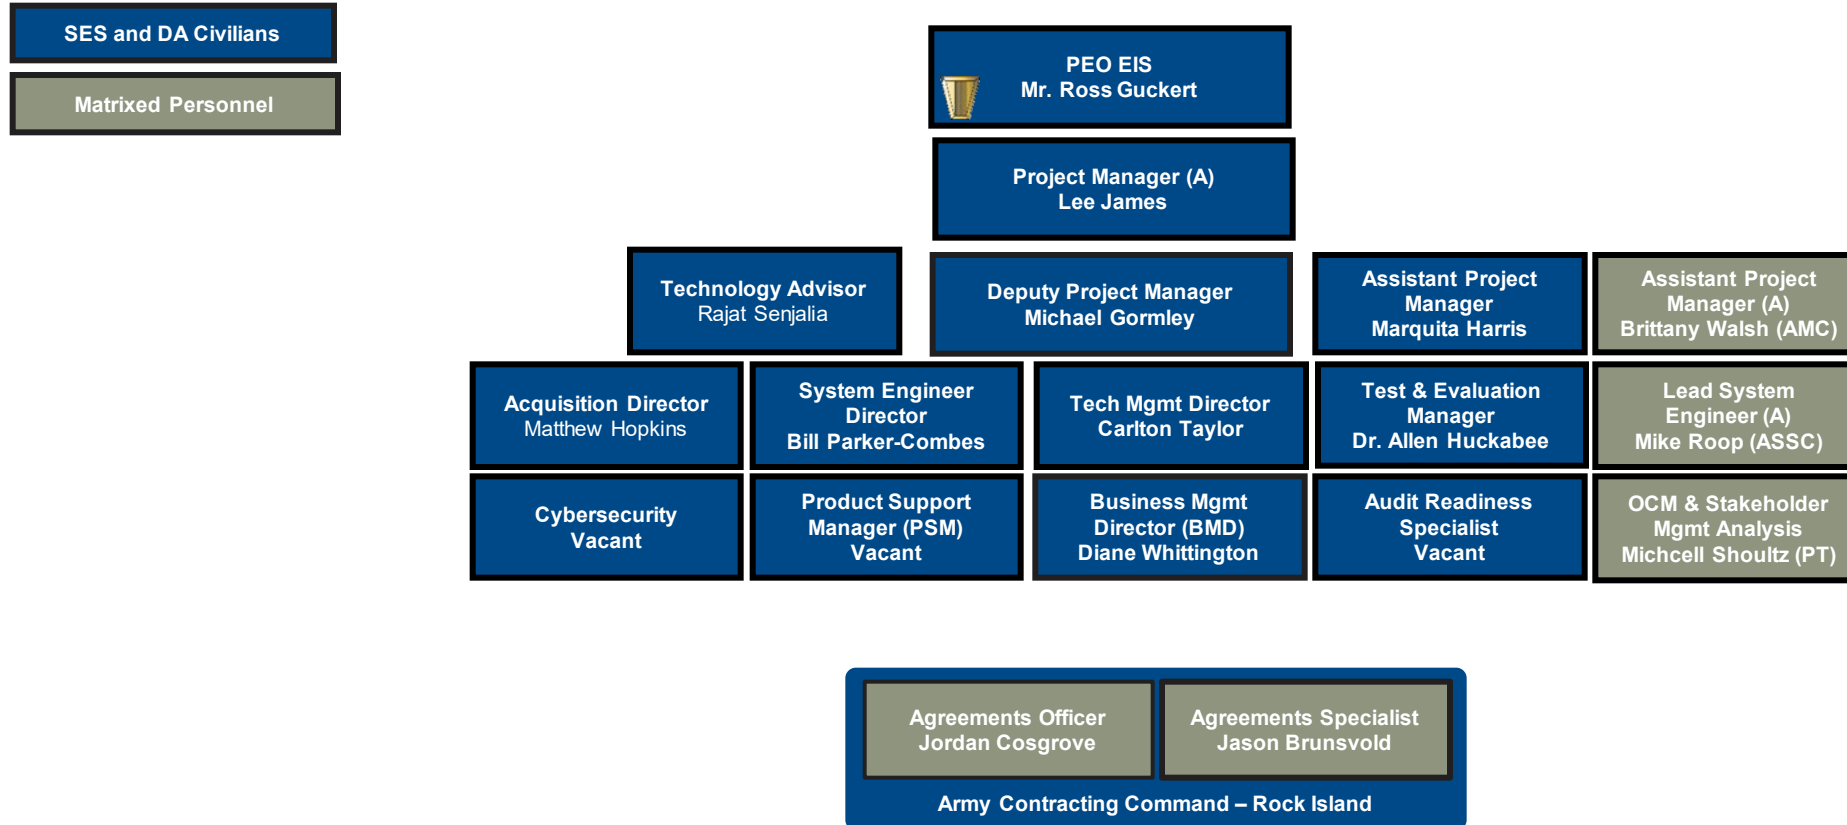 SES and DA Civilians
Matrixed Personnel
PEO EIS
Mr. Ross Guckert
Project Manager (A)
Lee James
Technology Advisor
Rajat Senjalia
Deputy Project Manager
Michael Gormley
Assistant Project
Manager
Marquita Harris
Assistant Project
Manager (A)
Brittany Walsh (AMC)
Acquisition Director
Matthew Hopkins
System Engineer
Director
Bill Parker-Combes
Tech Mgmt Director
Carlton Taylor
Test & Evaluation
Manager
Dr. Allen Huckabee
Lead System
Engineer (A)
Mike Roop (ASSC)
Cybersecurity
Vacant
Product Support
Manager (PSM)
Vacant
Business Mgmt
Director (BMD)
Diane Whittington
Audit Readiness
Specialist
Vacant
OCM & Stakeholder
Mgmt Analysis
Michcell Shoultz (PT)
Agreements Officer
Jordan Cosgrove
Agreements Specialist
Jason Brunsvold
Army Contracting Command – Rock Island